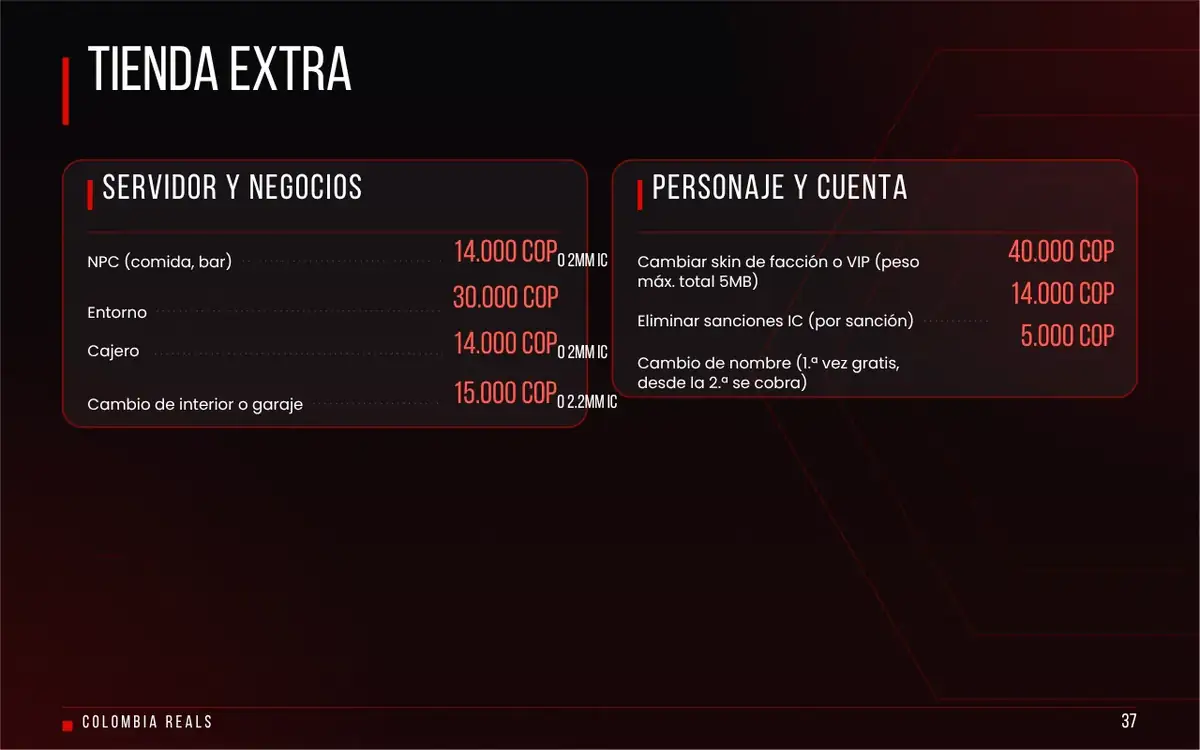 TIENDA EXTRA
SERVIDOR Y NEGOCIOS
NPC (comida, bar) 14.000 COP O 2MM IC
Entorno 30.000 COP
Cajero 14.000 COP O 2MM IC
Cambio de interior o garaje 15.000 COP O 2.2MM IC
PERSONAJE Y CUENTA
Cambiar skin de facción o VIP (peso 40.000 COP
máx. total 5MB)
Eliminar sanciones IC (por sanción) 14.000 COP
Cambio de nombre (1.ª vez gratis, 5.000 COP
desde la 2.ª se cobra)
COLOMBIA REALS
37